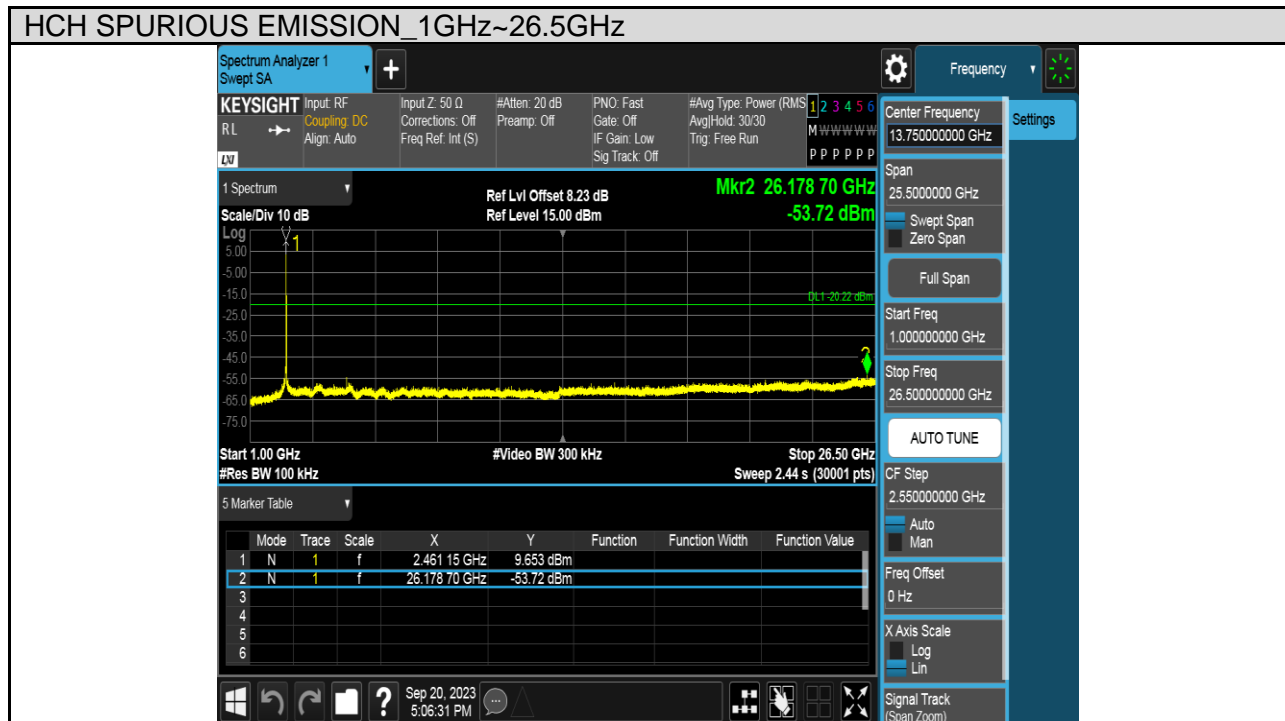 HCH SPURIOUS EMISSION_1GHz~26.5GHz
Spectrum Analyzer 1
Swept SA
+
Frequency
KEYSIGHT
RL
LXI
Input: RF
Coupling: DC
Align: Auto
Input Z: 50 Ω
Corrections: Off
Freq Ref: Int (S)
#Atten: 20 dB
Preamp: Off
PNO: Fast
Gate: Off
IF Gain: Low
Sig Track: Off
#Avg Type: Power (RMS
Avg|Hold: 30/30
Trig: Free Run
1 2 3 4 5 6
M W W W W W
P P P P P P
1 Spectrum
Scale/Div 10 dB
Ref Lvl Offset 8.23 dB
Ref Level 15.00 dBm
Mkr2 26.178 70 GHz
-53.72 dBm
Log
1
5.00
-5.00
-15.0
DL1 -20.22 dBm
-25.0
-35.0
-45.0
2
-55.0
-65.0
-75.0
Start 1.00 GHz
#Video BW 300 kHz
Stop 26.50 GHz
#Res BW 100 kHz
Sweep 2.44 s (30001 pts)
5 Marker Table
Mode Trace Scale X Y Function Function Width Function Value
1 N 1 f 2.461 15 GHz 9.653 dBm
2 N 1 f 26.178 70 GHz -53.72 dBm
3
4
5
6
?
Sep 20, 2023
5:06:31 PM
Center Frequency
13.750000000 GHz
Settings
Span
25.5000000 GHz
Swept Span
Zero Span
Full Span
Start Freq
1.000000000 GHz
Stop Freq
26.500000000 GHz
AUTO TUNE
CF Step
2.550000000 GHz
Auto
Man
Freq Offset
0 Hz
X Axis Scale
Log
Lin
Signal Track
(Span Zoom)